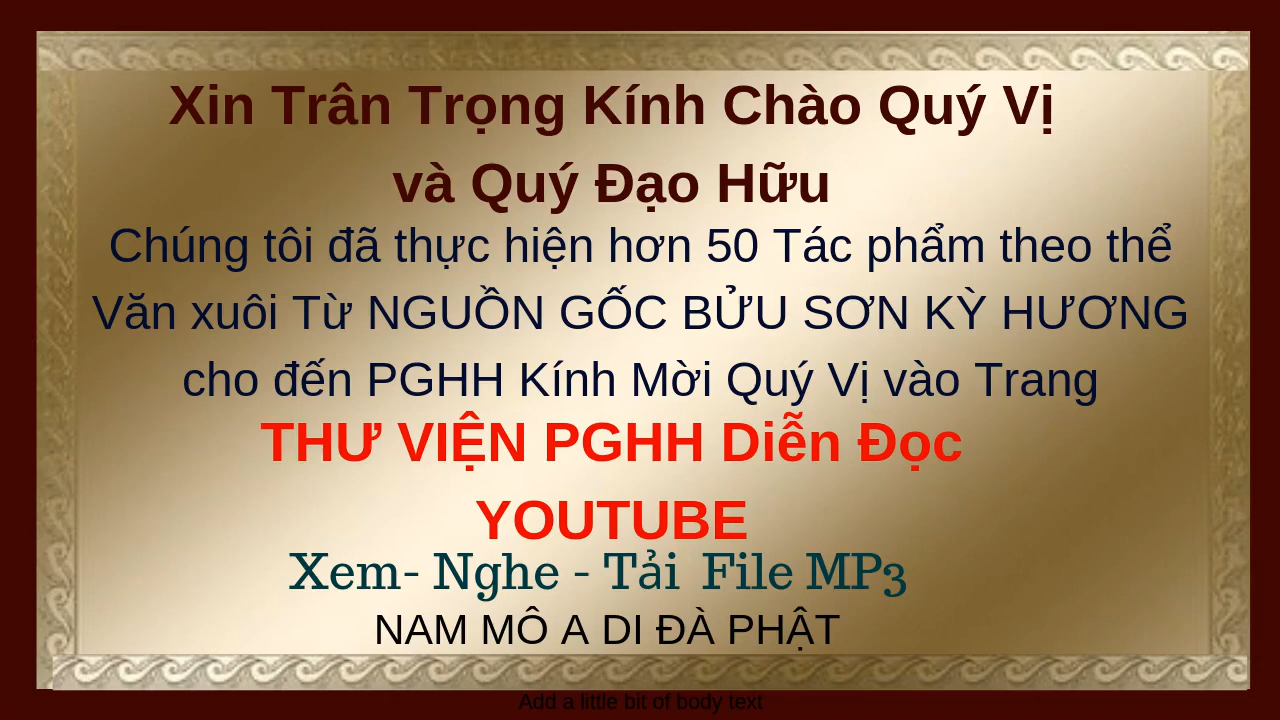 Xin Trân Trọng Kính Chào Quý Vị
và Quý Đạo Hữu
Chúng tôi đã thực hiện hơn 50 Tác phẩm theo thể
Văn xuôi Từ NGUỒN GỐC BỬU SƠN KỲ HƯƠNG
cho đến PGHH Kính Mời Quý Vị vào Trang
THƯ VIỆN PGHH Diễn Đọc
YOUTUBE
Xem- Nghe - Tải File MP3
NAM MÔ A DI ĐÀ PHẬT
Add a little bit of body text